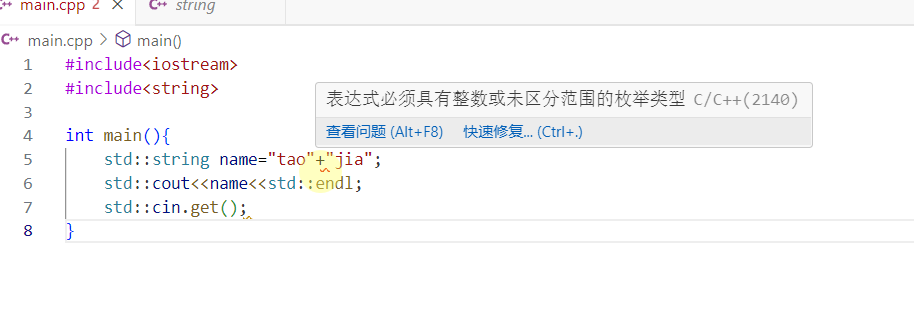 main.cpp 2 × string
main.cpp > main()
1 #include<iostream>
2 #include<string>
表达式必须具有整数或未区分范围的枚举类型 C/C++(2140)
查看问题 (Alt+F8) 快速修复... (Ctrl+.)
3
4 int main(){
5 std::string name="tao"+"jia";
6 std::cout<<name<<std::endl;
7 std::cin.get();
8 }